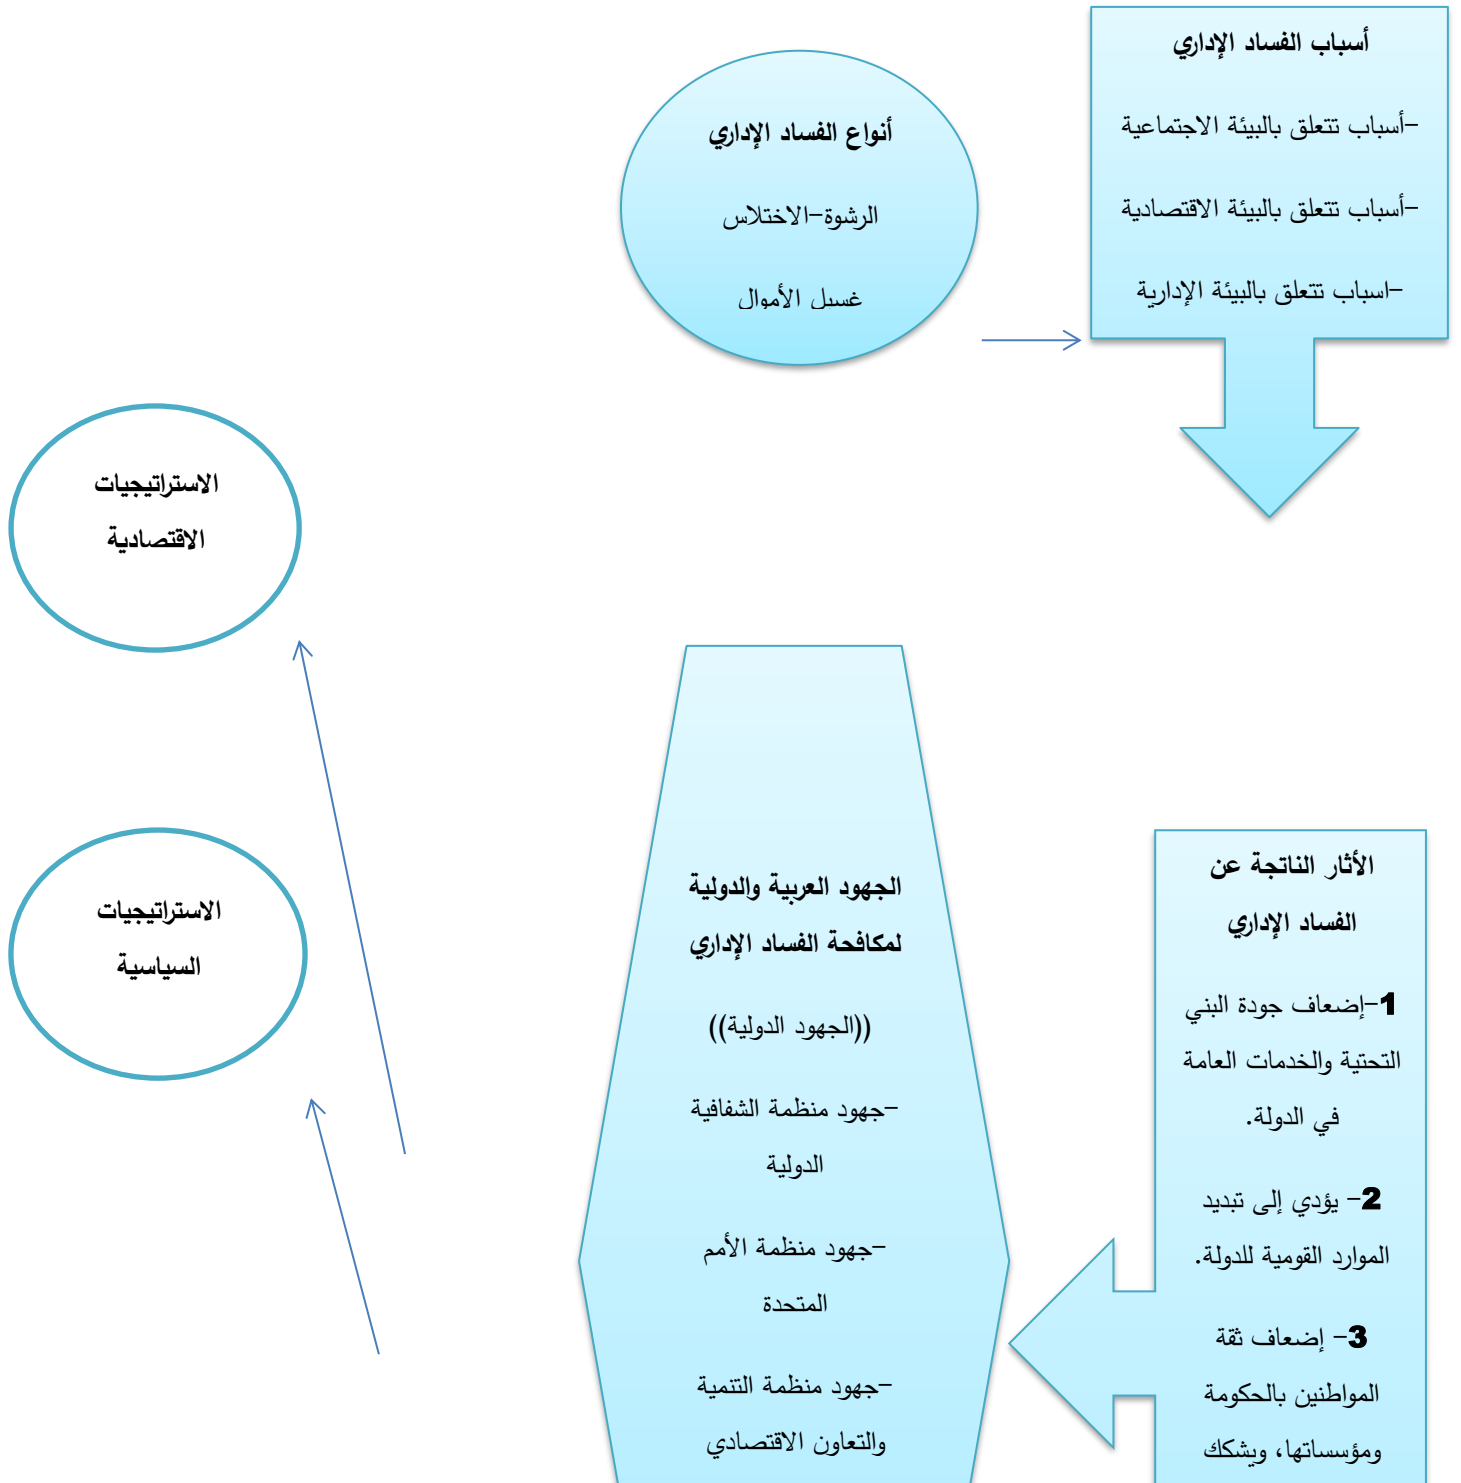 أسباب الفساد الإداري
-أسباب تتعلق بالبيئة الاجتماعية
-أسباب تتعلق بالبيئة الاقتصادية
-اسباب تتعلق بالبيئة الإدارية
أنواع الفساد الإداري
الرشوة-الاختلاس
غسيل الأموال
الاستراتيجيات
الاقتصادية
الأثار الناتجة عن
الفساد الإداري
1-إضعاف جودة البني
التحتية والخدمات العامة
في الدولة.
2- يؤدي إلى تبديد
الموارد القومية للدولة.
3- إضعاف ثقة
المواطنين بالحكومة
ومؤسساتها، ويشكك
الجهود العربية والدولية
لمكافحة الفساد الإداري
((الجهود الدولية))
-جهود منظمة الشفافية
الدولية
-جهود منظمة الأمم
المتحدة
-جهود منظمة التنمية
والتعاون الاقتصادي
الاستراتيجيات
السياسية